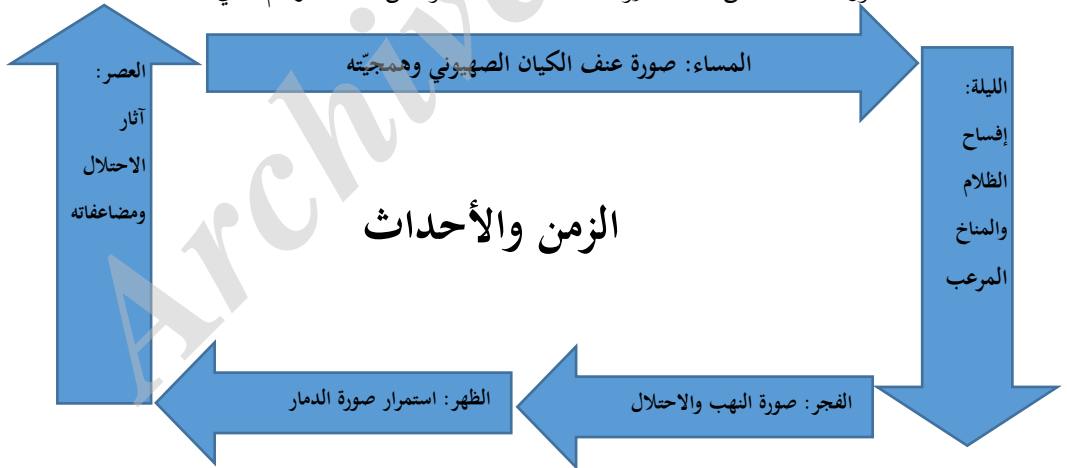 المساء: صورة عنف الكيان الصهيوني وهمجيّته
الليلة:
إفساح
الظلام
والمناخ
المرعب
الفجر: صورة النهب والاحتلال
الظهر: استمرار صورة الدمار
العصر:
آثار
الاحتلال
ومضاعفاته
الزمن والأحداث
Archive